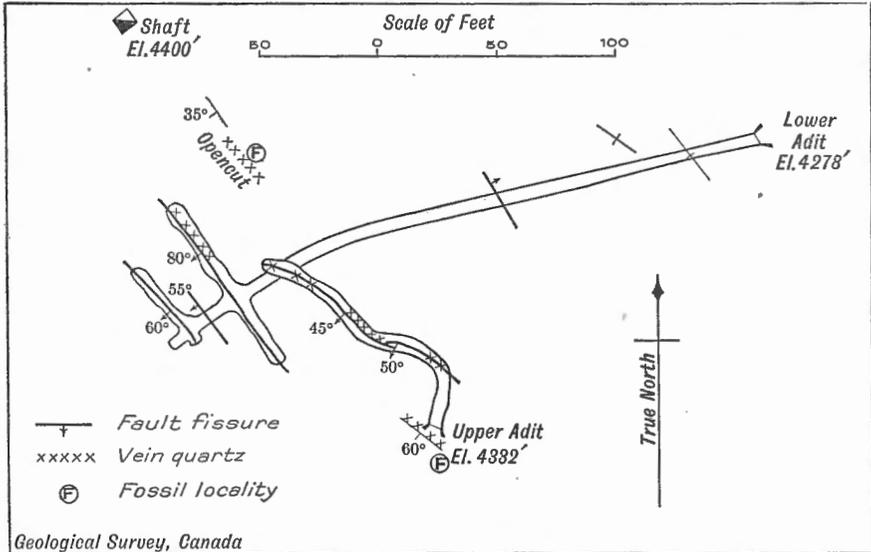 Scale of Feet
50 0 50 100
Shaft
El. 4400'
Lower
Adit
El. 4278'
35°
F
Opencut
80°
55°
60°
45°
50°
True North
Upper Adit
El. 4332'
60°
F
Fault fissure
xxxxx Vein quartz
F Fossil locality
Geological Survey, Canada